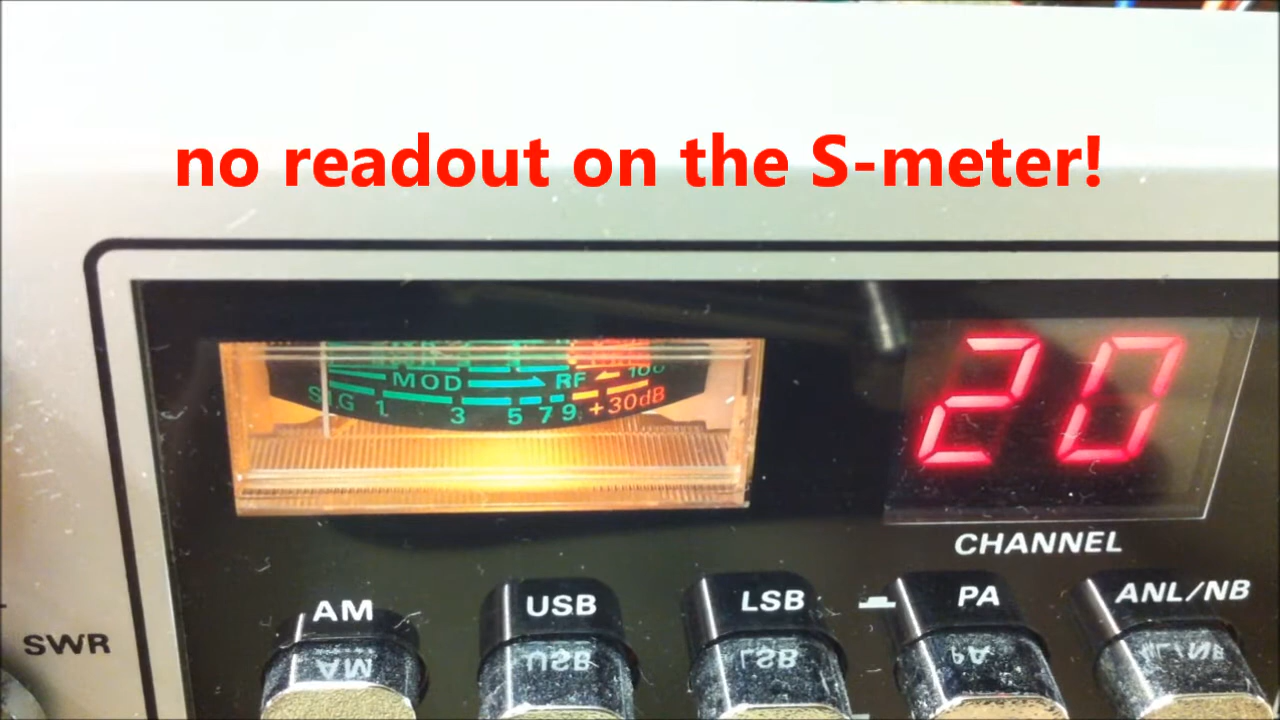 no readout on the S-meter!
20
MOD RF 100
SIG 1 3 5 7 9 +30dB
CHANNEL
AM USB LSB PA ANL/NB
SWR